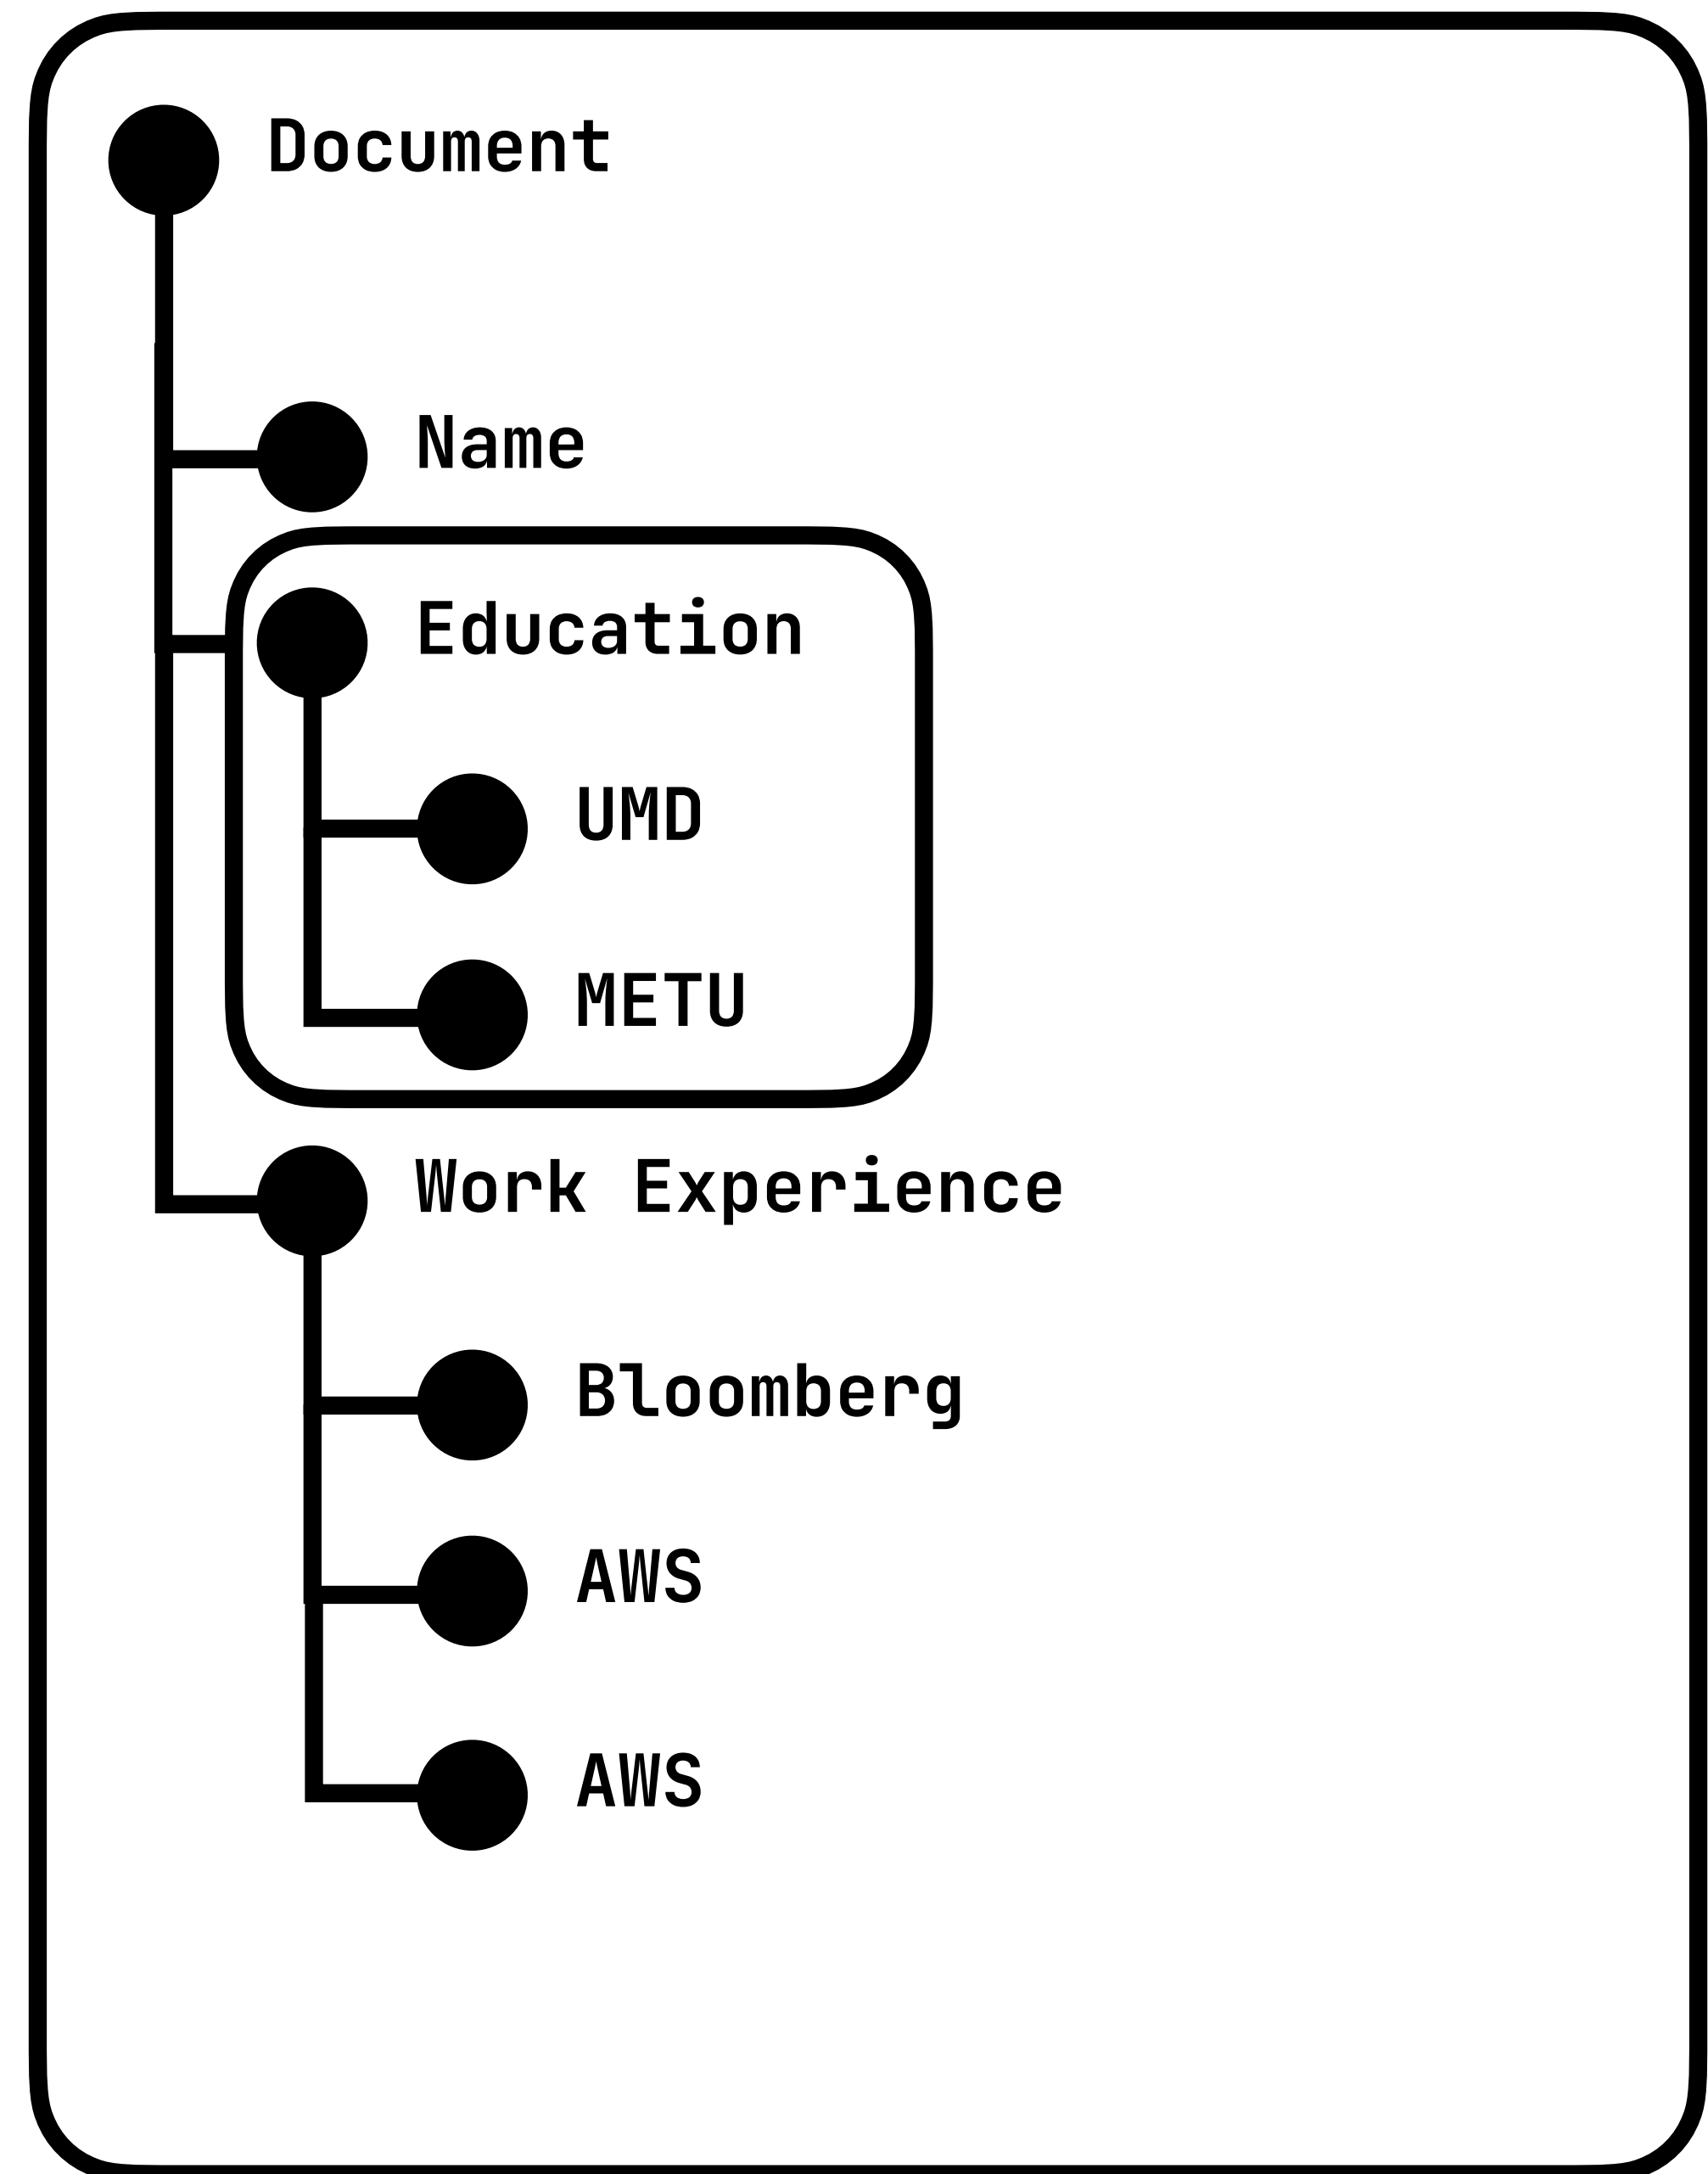 Document
Name
Education
UMD
METU
Work Experience
Bloomberg
AWS
AWS